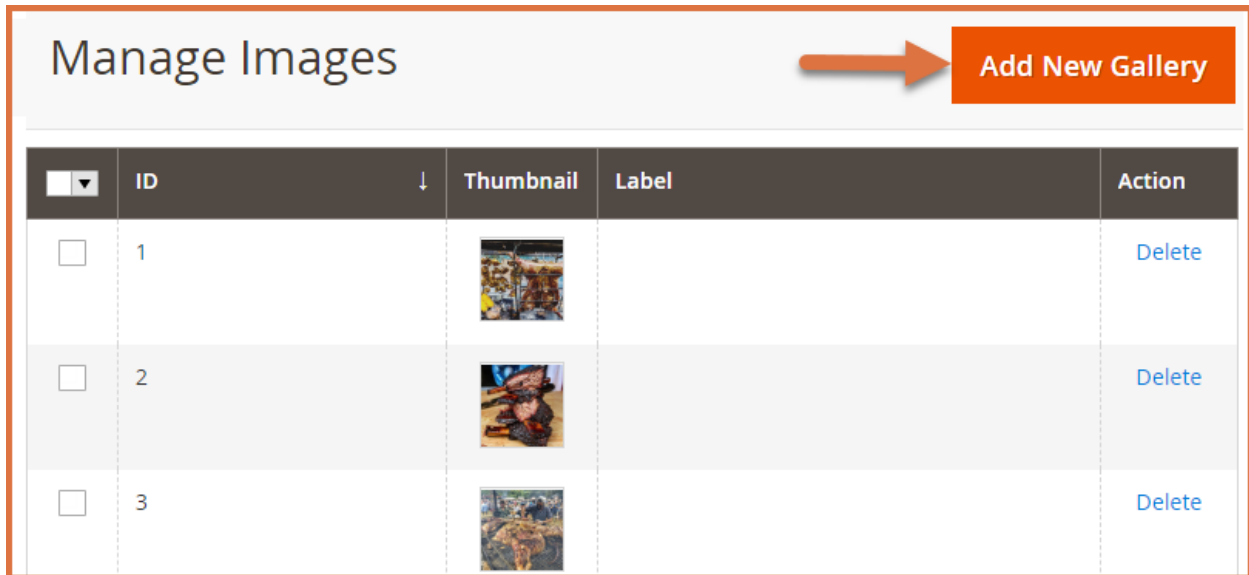 Manage Images
Add New Gallery
ID ↓ Thumbnail Label Action
1 Delete
2 Delete
3 Delete